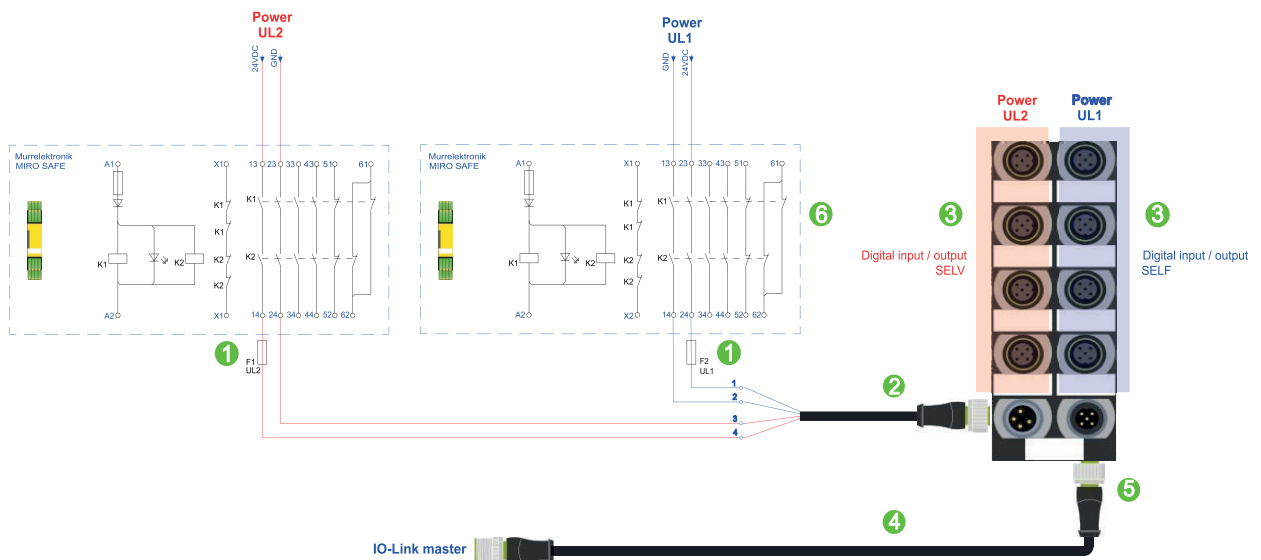 Power
UL2
24VDC
GND
Power
UL1
GND
24VDC
Murrelektronik
MIRO SAFE
A1
X1
13 23 33 43 51 61
K1
K1
K1
K1
K2
K2
K2
K2
A2
X1
14 24 34 44 52 62
1
F1
UL2
Murrelektronik
MIRO SAFE
A1
X1
13 23 33 43 51 61
K1
K1
K1
K1
K2
K2
K2
K2
A2
X2
14 24 34 44 52 62
6
1
F2
UL1
1
2
3
4
2
Power
UL2
Power
UL1
3
Digital input / output
SELV
3
Digital input / output
SELF
5
4
IO-Link master